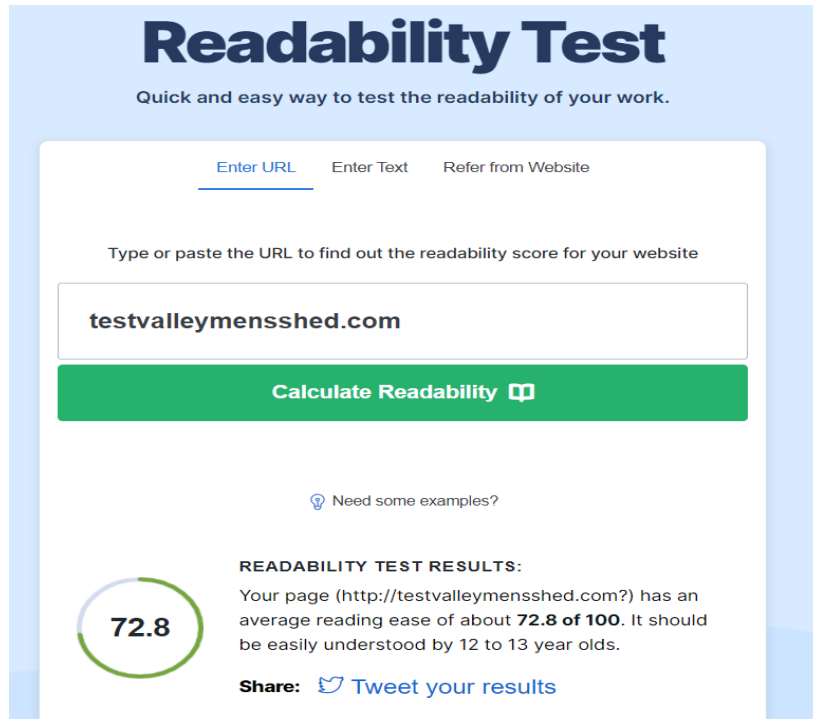 Readability Test
Quick and easy way to test the readability of your work.
Enter URL Enter Text Refer from Website
Type or paste the URL to find out the readability score for your website
testvalleymensshed.com
Calculate Readability
Need some examples?
READABILITY TEST RESULTS:
Your page (http://testvalleymensshed.com?) has an
72.8
average reading ease of about 72.8 of 100. It should
be easily understood by 12 to 13 year olds.
Share: Tweet your results